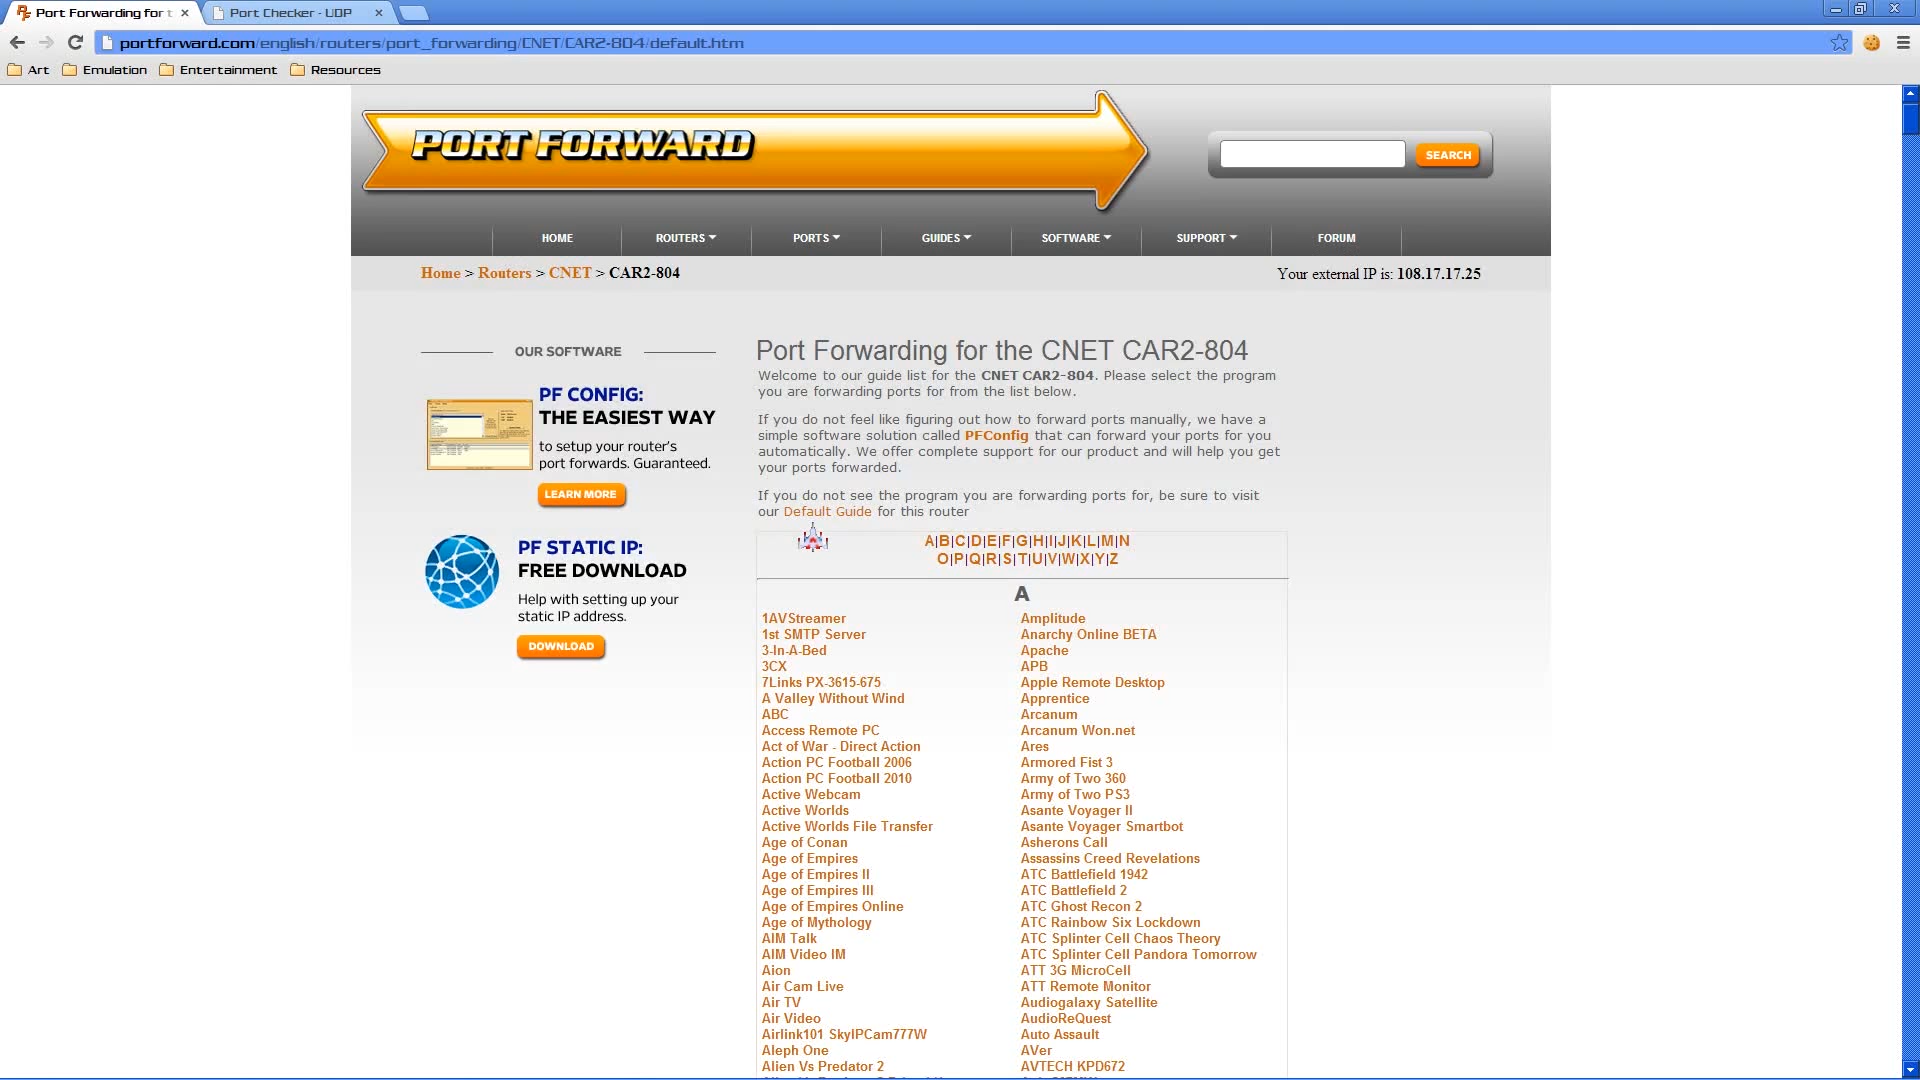 Port Forwarding for t
Port Checker - UDP
portforward.com/english/routers/port_forwarding/CNET/CAR2-804/default.htm
Art
Emulation
Entertainment
Resources
PORT FORWARD
SEARCH
HOME
ROUTERS
PORTS
GUIDES
SOFTWARE
SUPPORT
FORUM
Home > Routers > CNET > CAR2-804
Your external IP is: 108.17.17.25
OUR SOFTWARE
PF CONFIG:
THE EASIEST WAY
to setup your router's
port forwards. Guaranteed.
LEARN MORE
PF STATIC IP:
FREE DOWNLOAD
Help with setting up your
static IP address.
DOWNLOAD
Port Forwarding for the CNET CAR2-804
Welcome to our guide list for the CNET CAR2-804. Please select the program
you are forwarding ports for from the list below.
If you do not feel like figuring out how to forward ports manually, we have a
simple software solution called PFConfig that can forward your ports for you
automatically. We offer complete support for our product and will help you get
your ports forwarded.
If you do not see the program you are forwarding ports for, be sure to visit
our Default Guide for this router
A|B|C|D|E|F|G|H|I|J|K|L|M|N
O|P|Q|R|S|T|U|V|W|X|Y|Z
A
1AVStreamer
1st SMTP Server
3-In-A-Bed
3CX
7Links PX-3615-675
A Valley Without Wind
ABC
Access Remote PC
Act of War - Direct Action
Action PC Football 2006
Action PC Football 2010
Active Webcam
Active Worlds
Active Worlds File Transfer
Age of Conan
Age of Empires
Age of Empires II
Age of Empires III
Age of Empires Online
Age of Mythology
AIM Talk
AIM Video IM
Aion
Air Cam Live
Air TV
Air Video
Airlink101 SkyIPCam777W
Aleph One
Alien Vs Predator 2
Amplitude
Anarchy Online BETA
Apache
APB
Apple Remote Desktop
Apprentice
Arcanum
Arcanum Won.net
Ares
Armored Fist 3
Army of Two 360
Army of Two PS3
Asante Voyager II
Asante Voyager Smartbot
Asherons Call
Assassins Creed Revelations
ATC Battlefield 1942
ATC Battlefield 2
ATC Ghost Recon 2
ATC Rainbow Six Lockdown
ATC Splinter Cell Chaos Theory
ATC Splinter Cell Pandora Tomorrow
ATT 3G MicroCell
ATT Remote Monitor
Audiogalaxy Satellite
AudioReQuest
Auto Assault
AVer
AVTECH KPD672